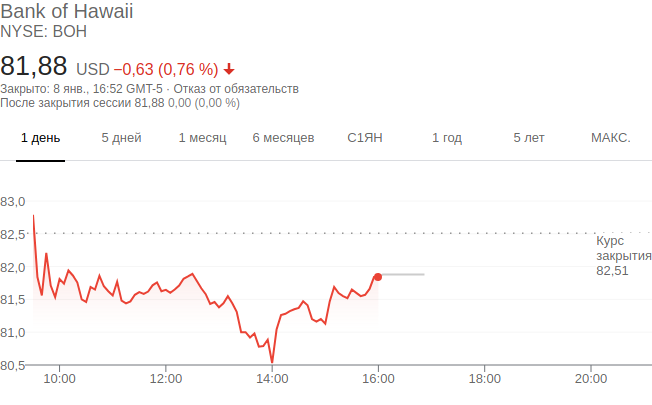 Bank of Hawaii
NYSE: BOH
81,88 USD −0,63 (0,76 %)
Закрыто: 8 янв., 16:52 GMT-5 · Отказ от обязательств
После закрытия сессии 81,88 0,00 (0,00 %)
1 день 5 дней 1 месяц 6 месяцев С1ЯН 1 год 5 лет МАКС.
83,0
82,5
Курс
закрытия
82,51
82,0
81,5
81,0
80,5
10:00 12:00 14:00 16:00 18:00 20:00